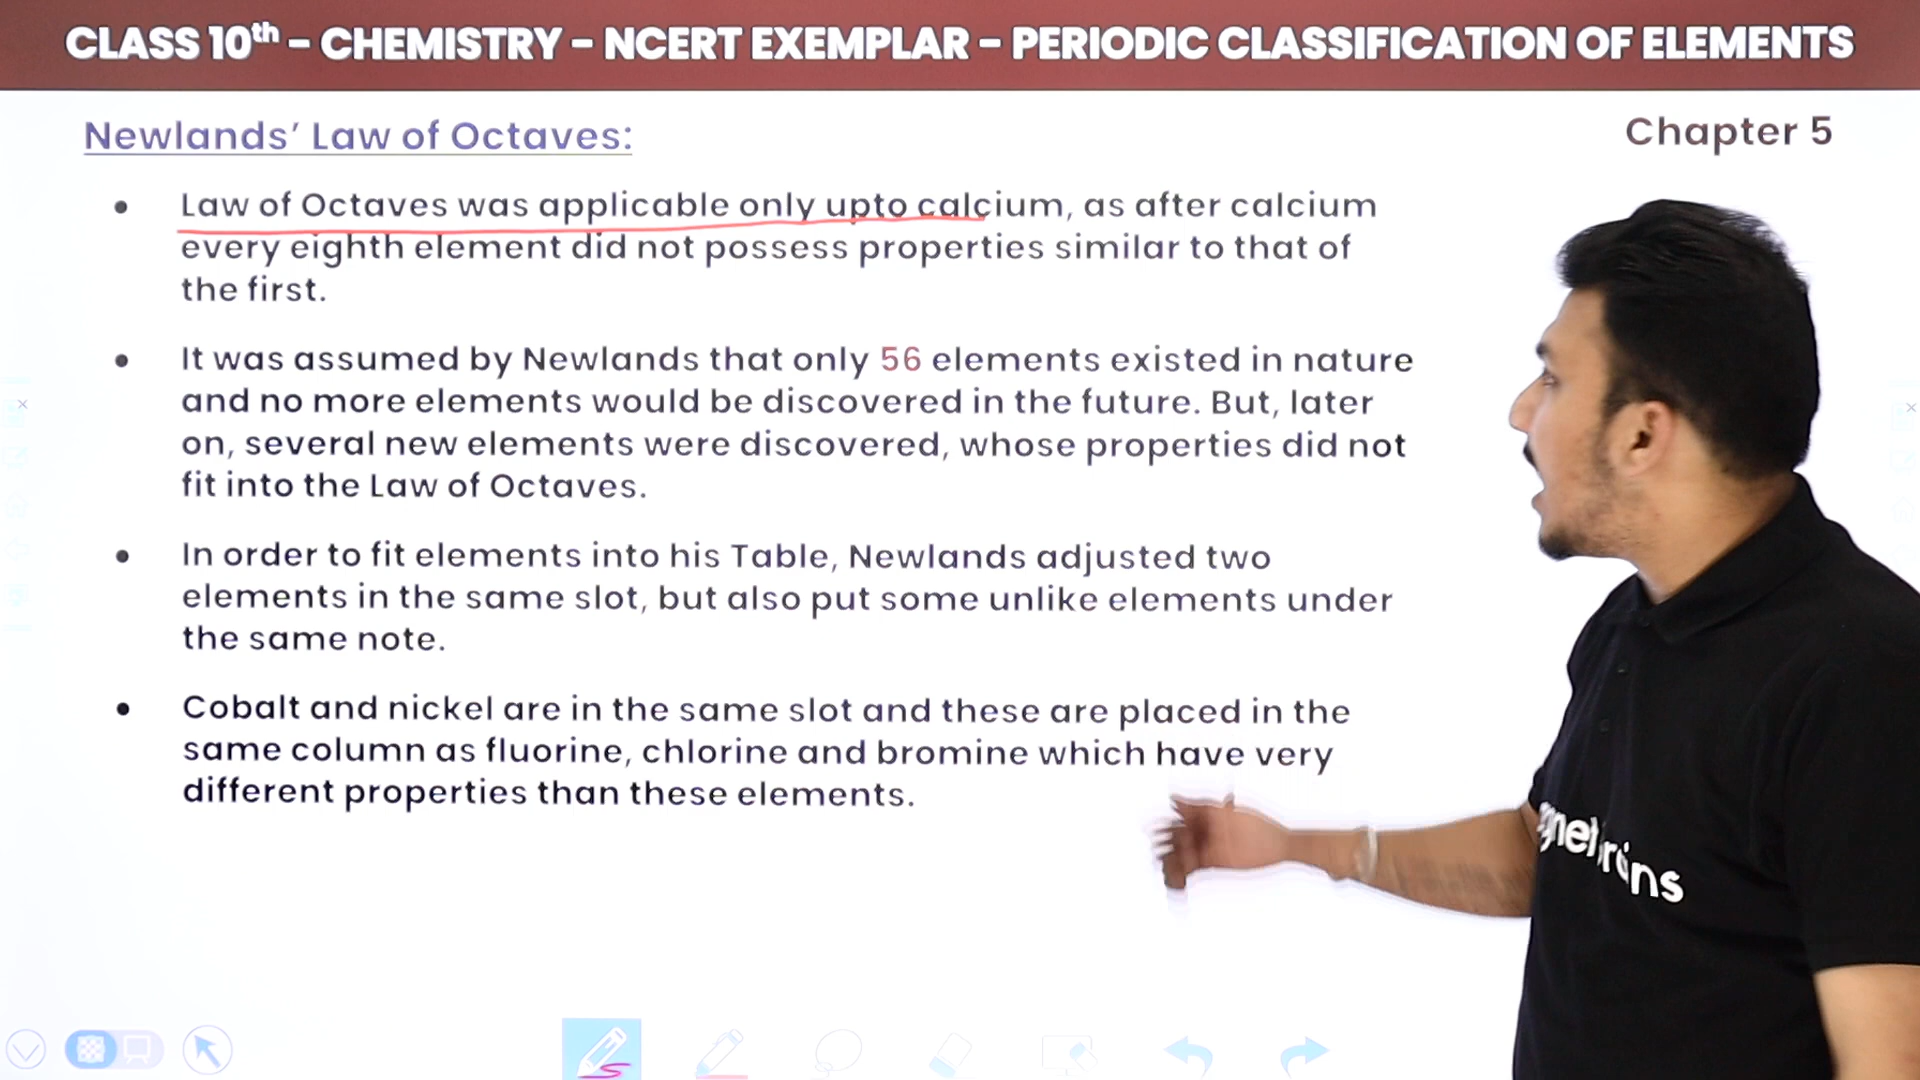 CLASS 10th – CHEMISTRY – NCERT EXEMPLAR – PERIODIC CLASSIFICATION OF ELEMENTS
Newlands’ Law of Octaves:
Chapter 5
• Law of Octaves was applicable only upto calcium, as after calcium
every eighth element did not possess properties similar to that of
the first.
• It was assumed by Newlands that only 56 elements existed in nature
and no more elements would be discovered in the future. But, later
on, several new elements were discovered, whose properties did not
fit into the Law of Octaves.
• In order to fit elements into his Table, Newlands adjusted two
elements in the same slot, but also put some unlike elements under
the same note.
• Cobalt and nickel are in the same slot and these are placed in the
same column as fluorine, chlorine and bromine which have very
different properties than these elements.